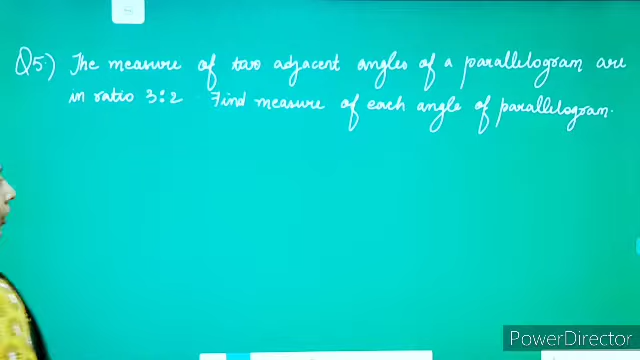 Q5:) The measure of two adjacent angles of a parallelogram are
in ratio 3:2 Find measure of each angle of parallelogram.
PowerDirector